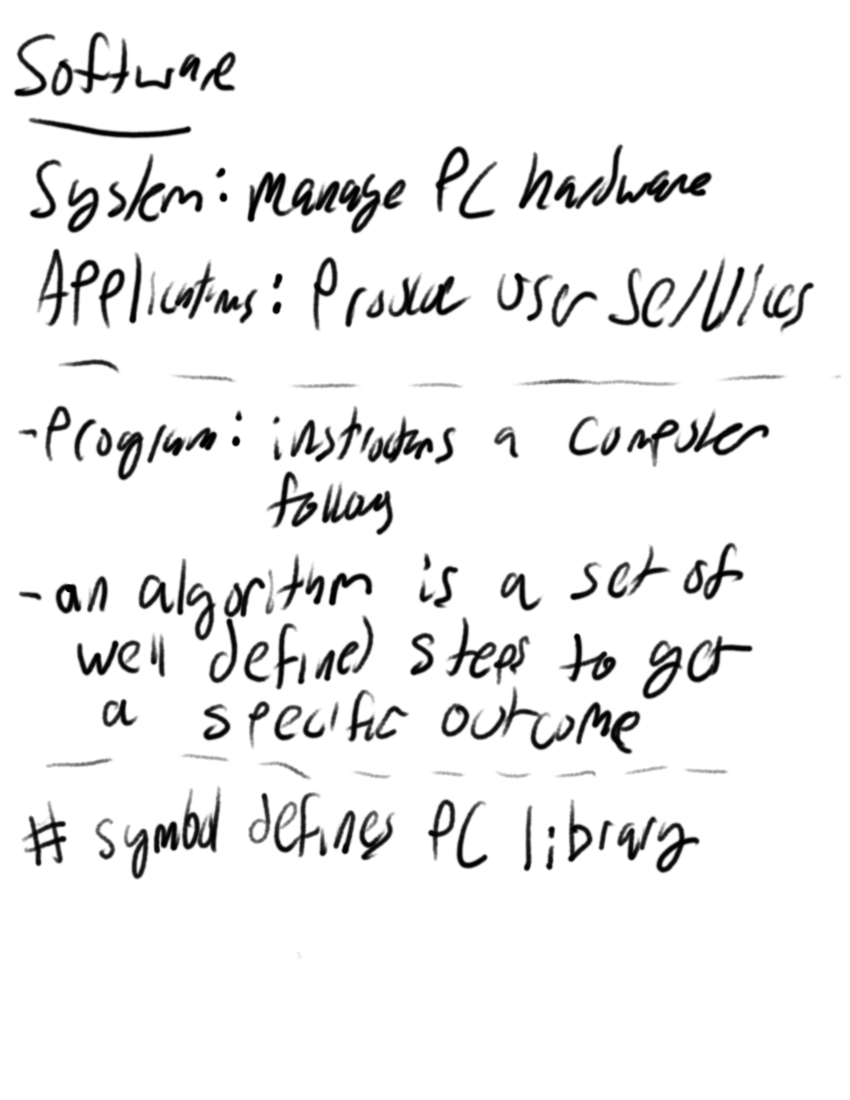 Software
System: manage PC hardware
Applications: Provide user services
- Program: instructions a computer
follows
- an algorithm is a set of
well defined steps to get
a specific outcome
# symbol defines PC library